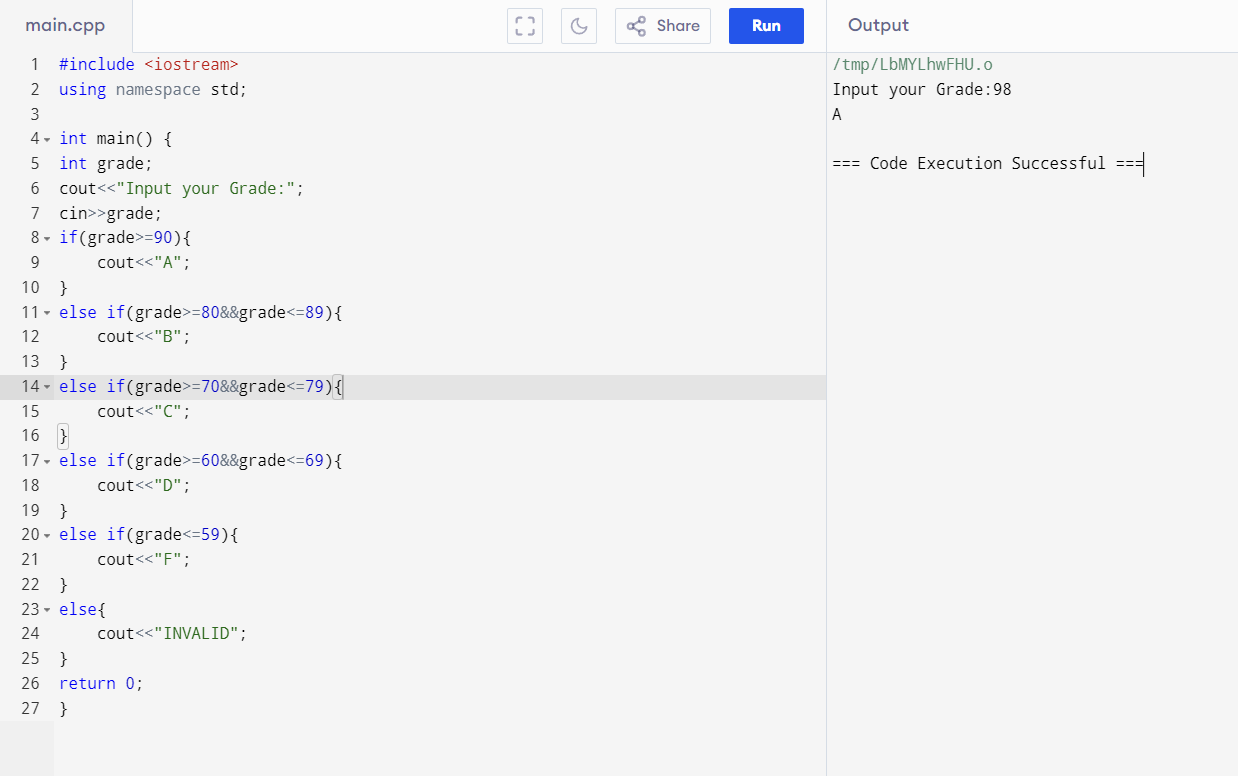 main.cpp
Share
Run
Output
1 #include <iostream>
2 using namespace std;
3
4 int main() {
5 int grade;
6 cout<<"Input your Grade:";
7 cin>>grade;
8 if(grade>=90){
9     cout<<"A";
10 }
11 else if(grade>=80&&grade<=89){
12     cout<<"B";
13 }
14 else if(grade>=70&&grade<=79){
15     cout<<"C";
16 }
17 else if(grade>=60&&grade<=69){
18     cout<<"D";
19 }
20 else if(grade<=59){
21     cout<<"F";
22 }
23 else{
24     cout<<"INVALID";
25 }
26 return 0;
27 }
/tmp/LbMYLhwFHU.o
Input your Grade:98
A
=== Code Execution Successful ===